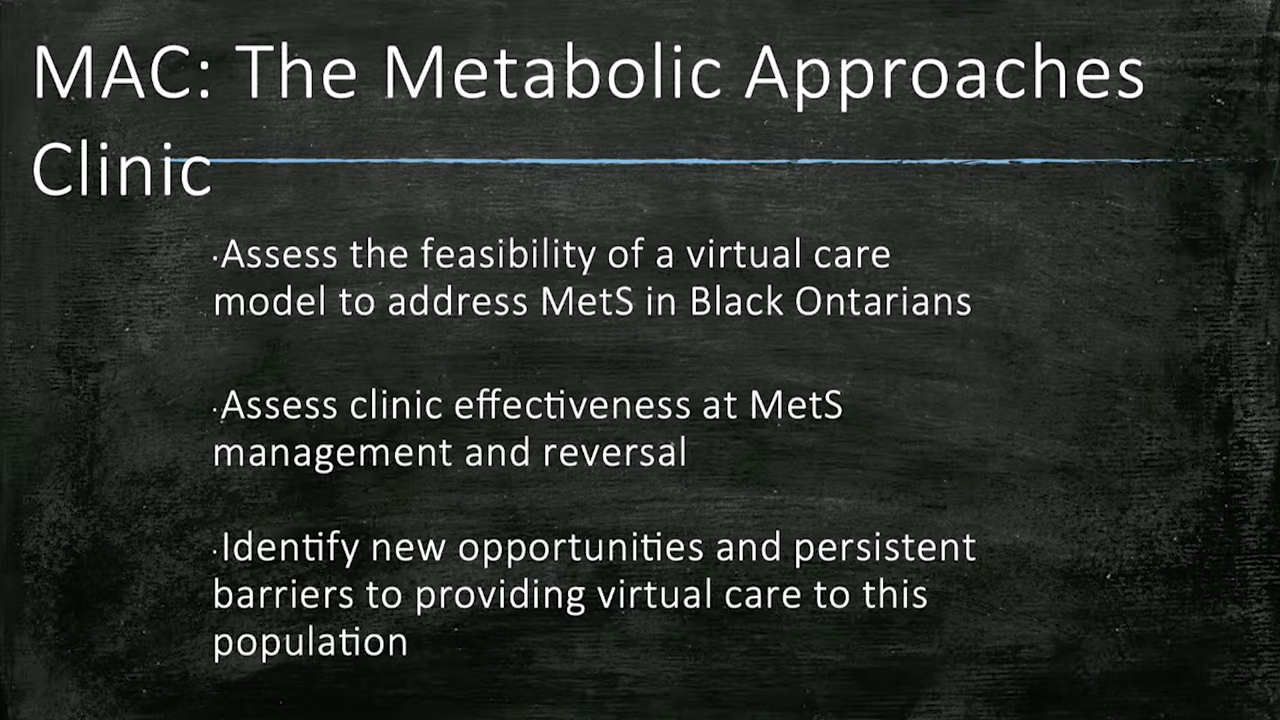 MAC: The Metabolic Approaches
Clinic
·Assess the feasibility of a virtual care
model to address MetS in Black Ontarians
·Assess clinic effectiveness at MetS
management and reversal
·Identify new opportunities and persistent
barriers to providing virtual care to this
population